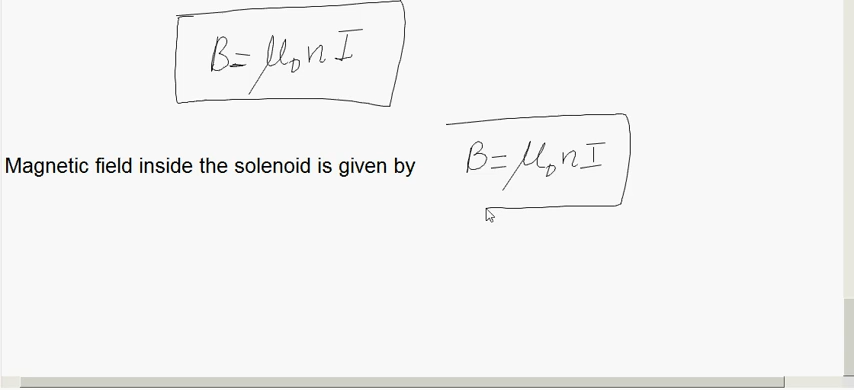 B = μ₀nI
Magnetic field inside the solenoid is given by B = μ₀nI